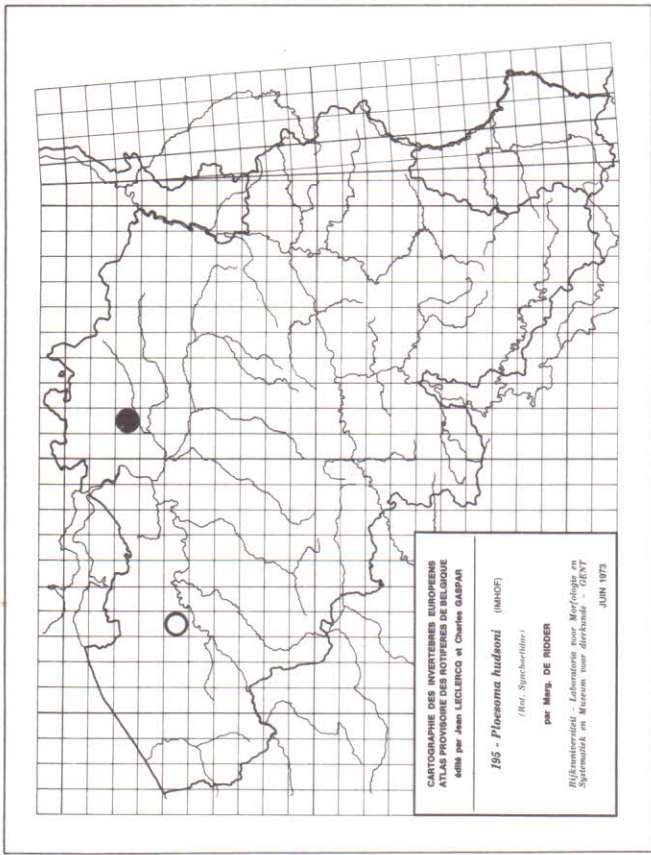 CARTOGRAPHIE DES INVERTEBRES EUROPEENS
ATLAS PROVISOIRE DES ROTIFERES DE BELGIQUE
édité par Jean LECLERCQ et Charles GASPAR
195 - Ploesoma hudsoni (IMHOF)
(Rot. Synchaetidae)
par Marg. DE RIDDER
Rijksuniversiteit - Laboratoria voor Morfologie en
Systematiek en Museum voor dierkunde - GENT
JUIN 1973